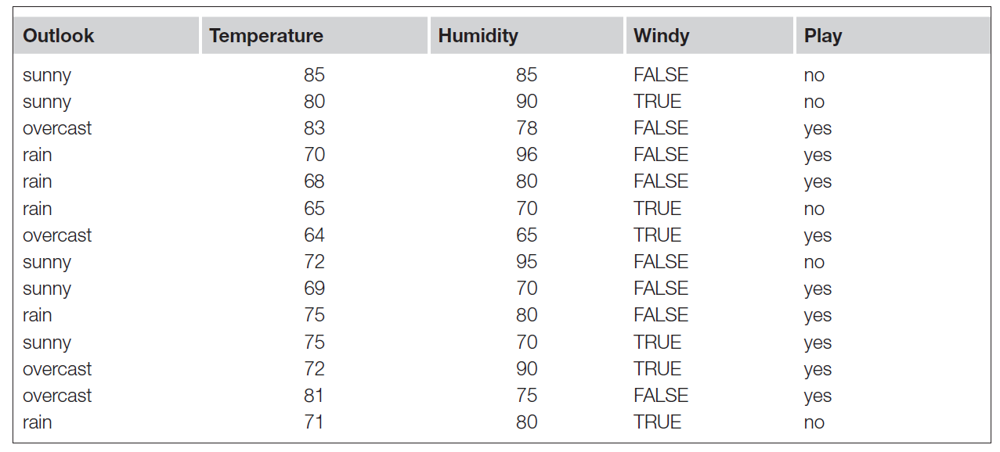 Outlook Temperature Humidity Windy Play
sunny 85 85 FALSE no
sunny 80 90 TRUE no
overcast 83 78 FALSE yes
rain 70 96 FALSE yes
rain 68 80 FALSE yes
rain 65 70 TRUE no
overcast 64 65 TRUE yes
sunny 72 95 FALSE no
sunny 69 70 FALSE yes
rain 75 80 FALSE yes
sunny 75 70 TRUE yes
overcast 72 90 TRUE yes
overcast 81 75 FALSE yes
rain 71 80 TRUE no